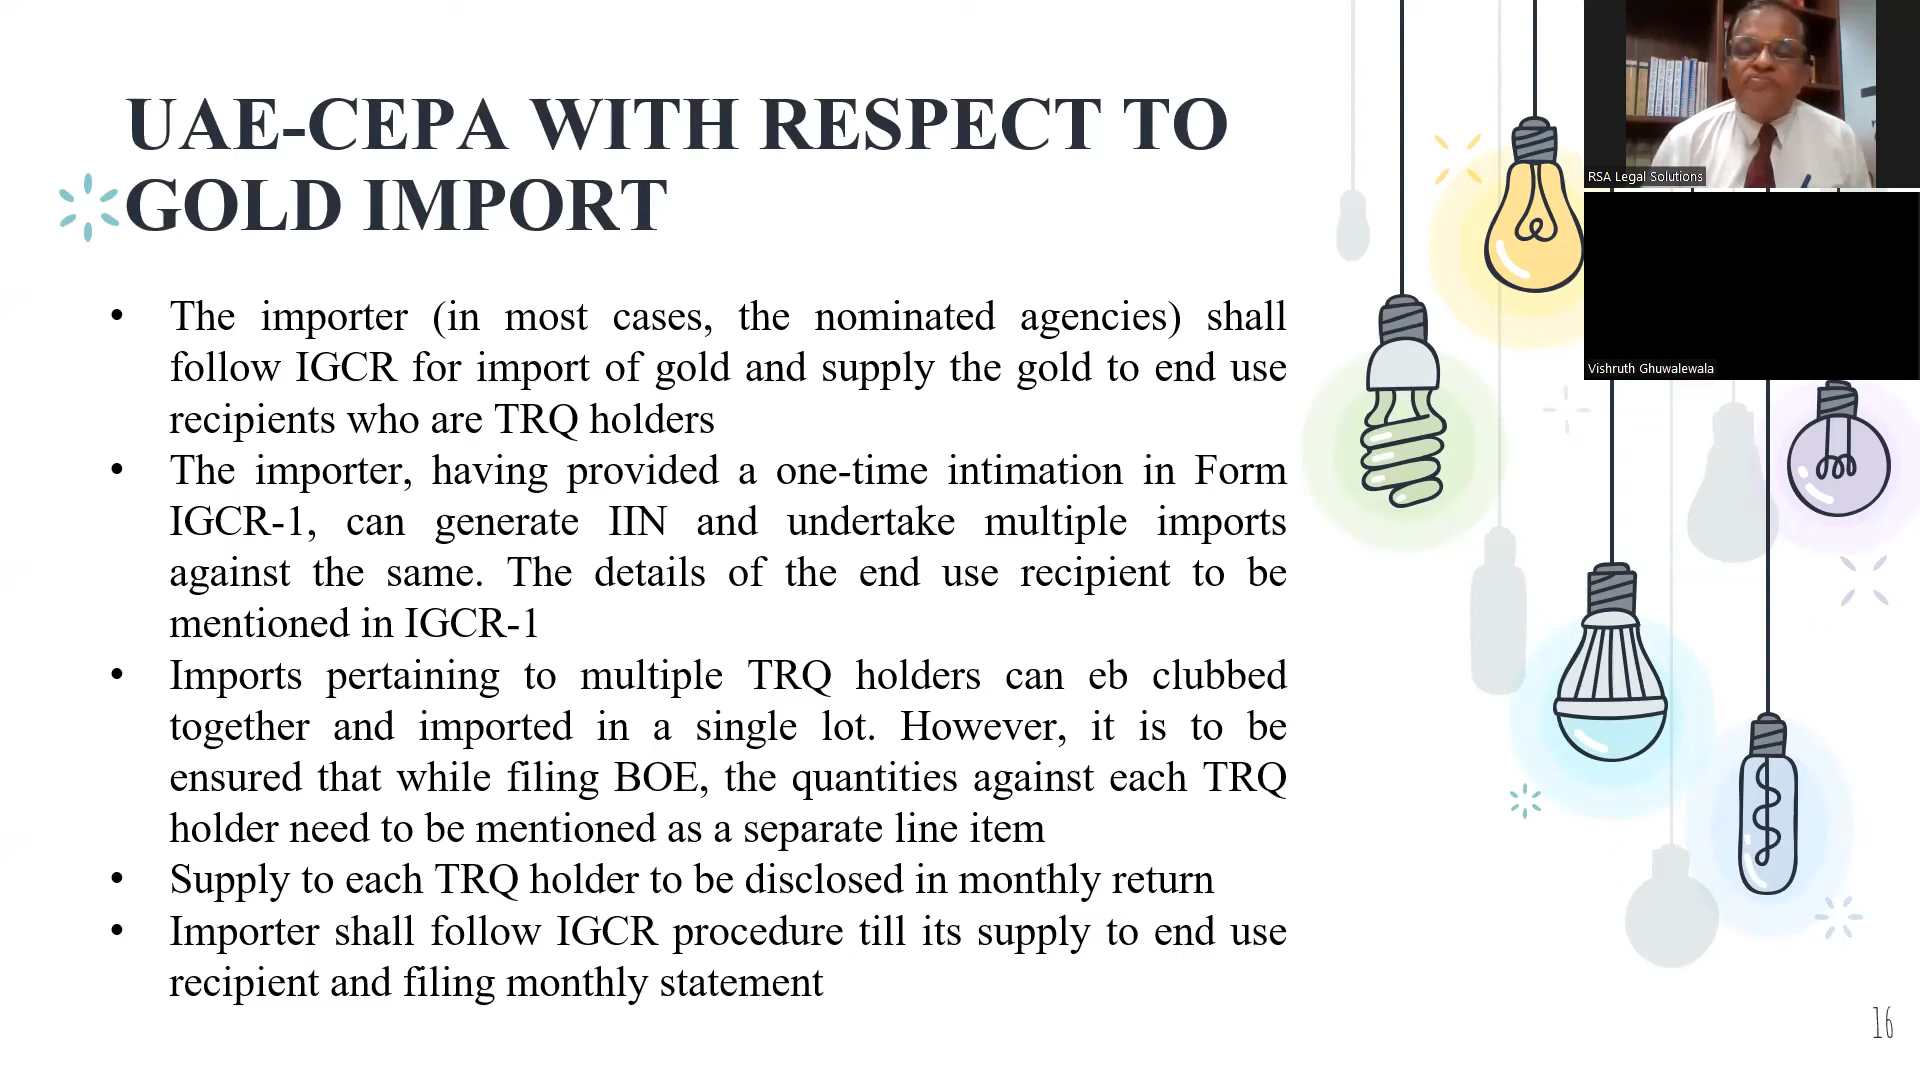 UAE-CEPA WITH RESPECT TO
GOLD IMPORT
• The importer (in most cases, the nominated agencies) shall
follow IGCR for import of gold and supply the gold to end use
recipients who are TRQ holders
• The importer, having provided a one-time intimation in Form
IGCR-1, can generate IIN and undertake multiple imports
against the same. The details of the end use recipient to be
mentioned in IGCR-1
• Imports pertaining to multiple TRQ holders can eb clubbed
together and imported in a single lot. However, it is to be
ensured that while filing BOE, the quantities against each TRQ
holder need to be mentioned as a separate line item
• Supply to each TRQ holder to be disclosed in monthly return
• Importer shall follow IGCR procedure till its supply to end use
recipient and filing monthly statement
RSA Legal Solutions
Vishruth Ghuwalewala
16